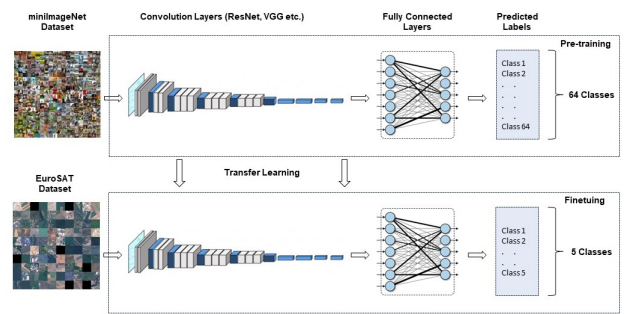 miniImageNet
Dataset
Convolution Layers (ResNet, VGG etc.)
Fully Connected
Layers
Predicted
Labels
Pre-training
Class 1
Class 2
. .
. .
. .
. .
Class 64
64 Classes
Transfer Learning
EuroSAT
Dataset
Finetuing
Class 1
Class 2
. .
. .
Class 5
5 Classes